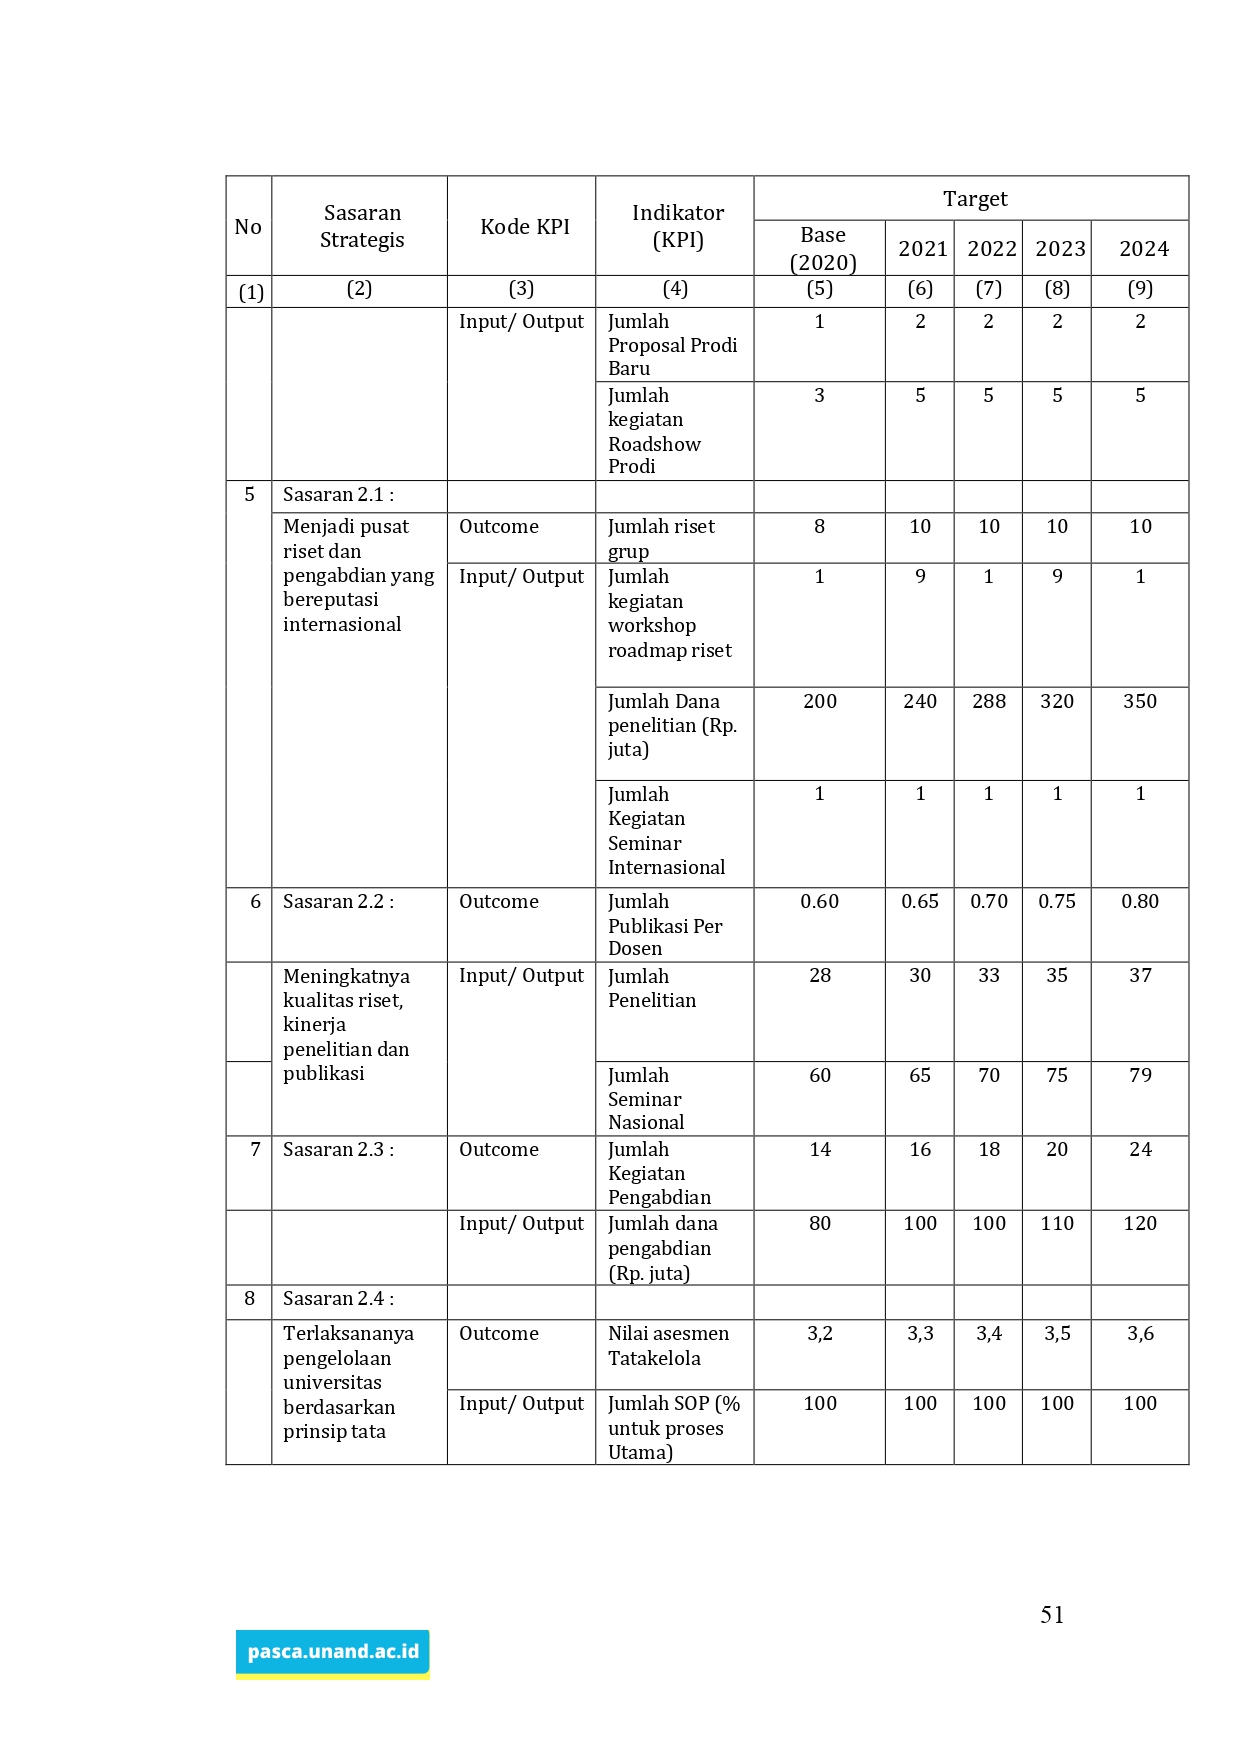 No
Sasaran
Strategis
Kode KPI
Indikator
(KPI)
Target
Base
(2020)
2021
2022
2023
2024
(1)
(2)
(3)
(4)
(5)
(6)
(7)
(8)
(9)
Input/ Output
Jumlah
Proposal Prodi
Baru
1
2
2
2
2
Jumlah
kegiatan
Roadshow
Prodi
3
5
5
5
5
5
Sasaran 2.1 :
Menjadi pusat
riset dan
pengabdian yang
bereputasi
internasional
Outcome
Jumlah riset
grup
8
10
10
10
10
Input/ Output
Jumlah
kegiatan
workshop
roadmap riset
1
9
1
9
1
Jumlah Dana
penelitian (Rp.
juta)
200
240
288
320
350
Jumlah
Kegiatan
Seminar
Internasional
1
1
1
1
1
6
Sasaran 2.2 :
Outcome
Jumlah
Publikasi Per
Dosen
0.60
0.65
0.70
0.75
0.80
Meningkatnya
kualitas riset,
kinerja
penelitian dan
publikasi
Input/ Output
Jumlah
Penelitian
28
30
33
35
37
Jumlah
Seminar
Nasional
60
65
70
75
79
7
Sasaran 2.3 :
Outcome
Jumlah
Kegiatan
Pengabdian
14
16
18
20
24
Input/ Output
Jumlah dana
pengabdian
(Rp. juta)
80
100
100
110
120
8
Sasaran 2.4 :
Terlaksananya
pengelolaan
universitas
berdasarkan
prinsip tata
Outcome
Nilai asesmen
Tatakelola
3,2
3,3
3,4
3,5
3,6
Input/ Output
Jumlah SOP (%
untuk proses
Utama)
100
100
100
100
100
51
pasca.unand.ac.id